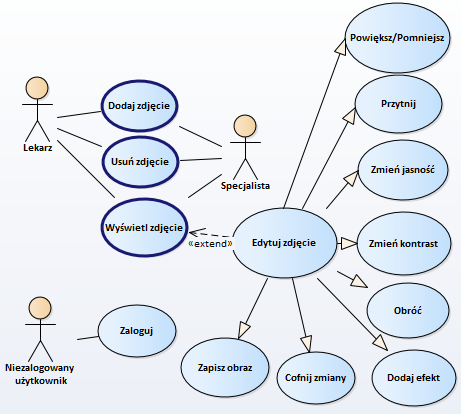 Powiększ/Pomniejsz
Dodaj zdjęcie
Przytnij
Lekarz
Usuń zdjęcie
Specjalista
Zmień jasność
Wyświetl zdjęcie
«extend»
Edytuj zdjęcie
Zmień kontrast
Obróć
Zaloguj
Niezalogowany
użytkownik
Zapisz obraz
Cofnij zmiany
Dodaj efekt